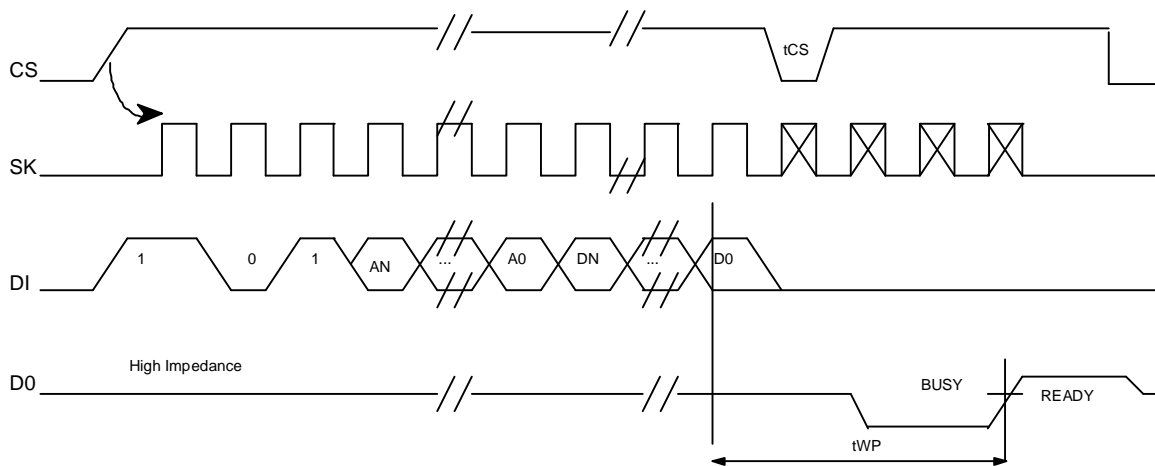 tCS
CS
SK
1 0 1 AN ... A0 DN ... D0
DI
High Impedance
D0
BUSY
READY
tWP